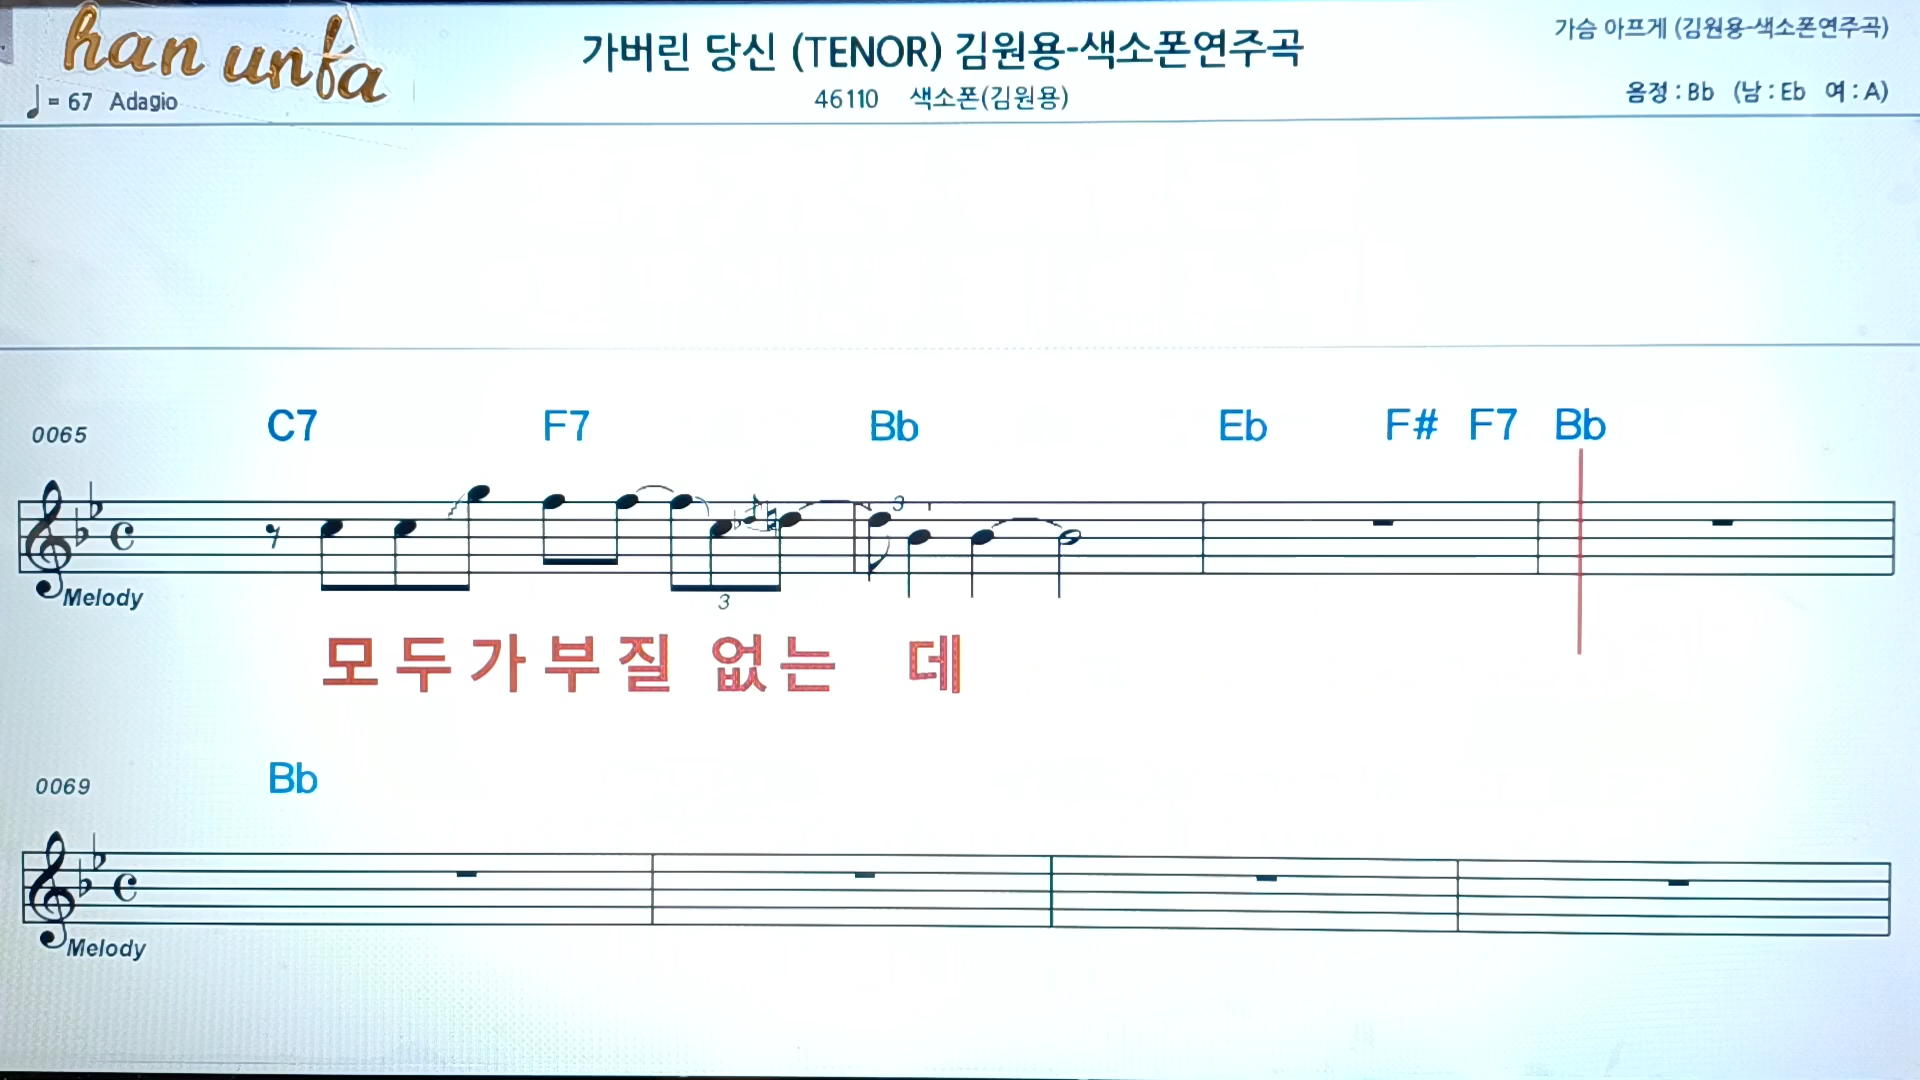 han unfa
가버린 당신 (TENOR) 김원용-색소폰연주곡
가슴 아프게 (김원용-색소폰연주곡)
♩ = 67 Adagio
46110 색소폰(김원용)
음정 : Bb (남 : Eb 여 : A)
0065 C7 F7 Bb Eb F# F7 Bb
3
Melody
3
모두가부질 없는 데
0069 Bb
Melody